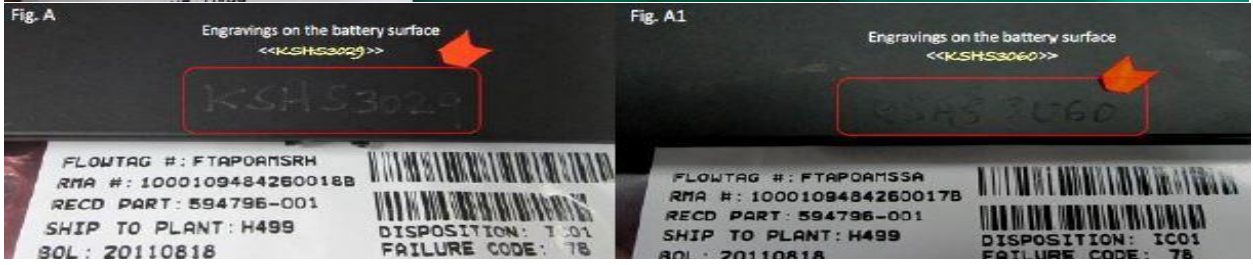 Fig. A
Engravings on the battery surface
<<KSHS3029>>
KSHS3029
FLOWTAG #: FTAPOAMSRH
RMA #: 1000109484260018B
RECD PART: 594796-001
SHIP TO PLANT: H499
BOL: 20110818
DISPOSITION: IC01
FAILURE CODE: 78
Fig. A1
Engravings on the battery surface
<<KSHS3060>>
FLOWTAG #: FTAPOAMSSA
RMA #: 1000109484260017B
RECD PART: 594796-001
SHIP TO PLANT: H499
BOL: 20110818
DISPOSITION: IC01
FAILURE CODE: 78